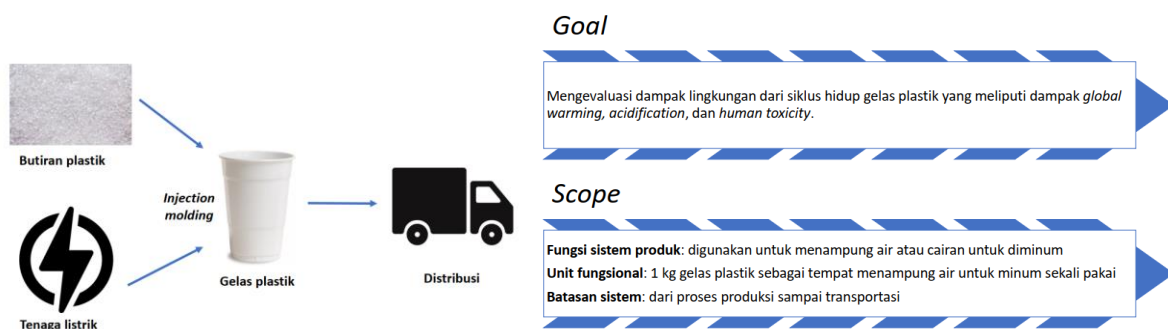 Butiran plastik
Injection
molding
Tenaga listrik
Gelas plastik
Distribusi
Goal
Mengevaluasi dampak lingkungan dari siklus hidup gelas plastik yang meliputi dampak global
warming, acidification, dan human toxicity.
Scope
Fungsi sistem produk: digunakan untuk menampung air atau cairan untuk diminum
Unit fungsional: 1 kg gelas plastik sebagai tempat menampung air untuk minum sekali pakai
Batasan sistem: dari proses produksi sampai transportasi